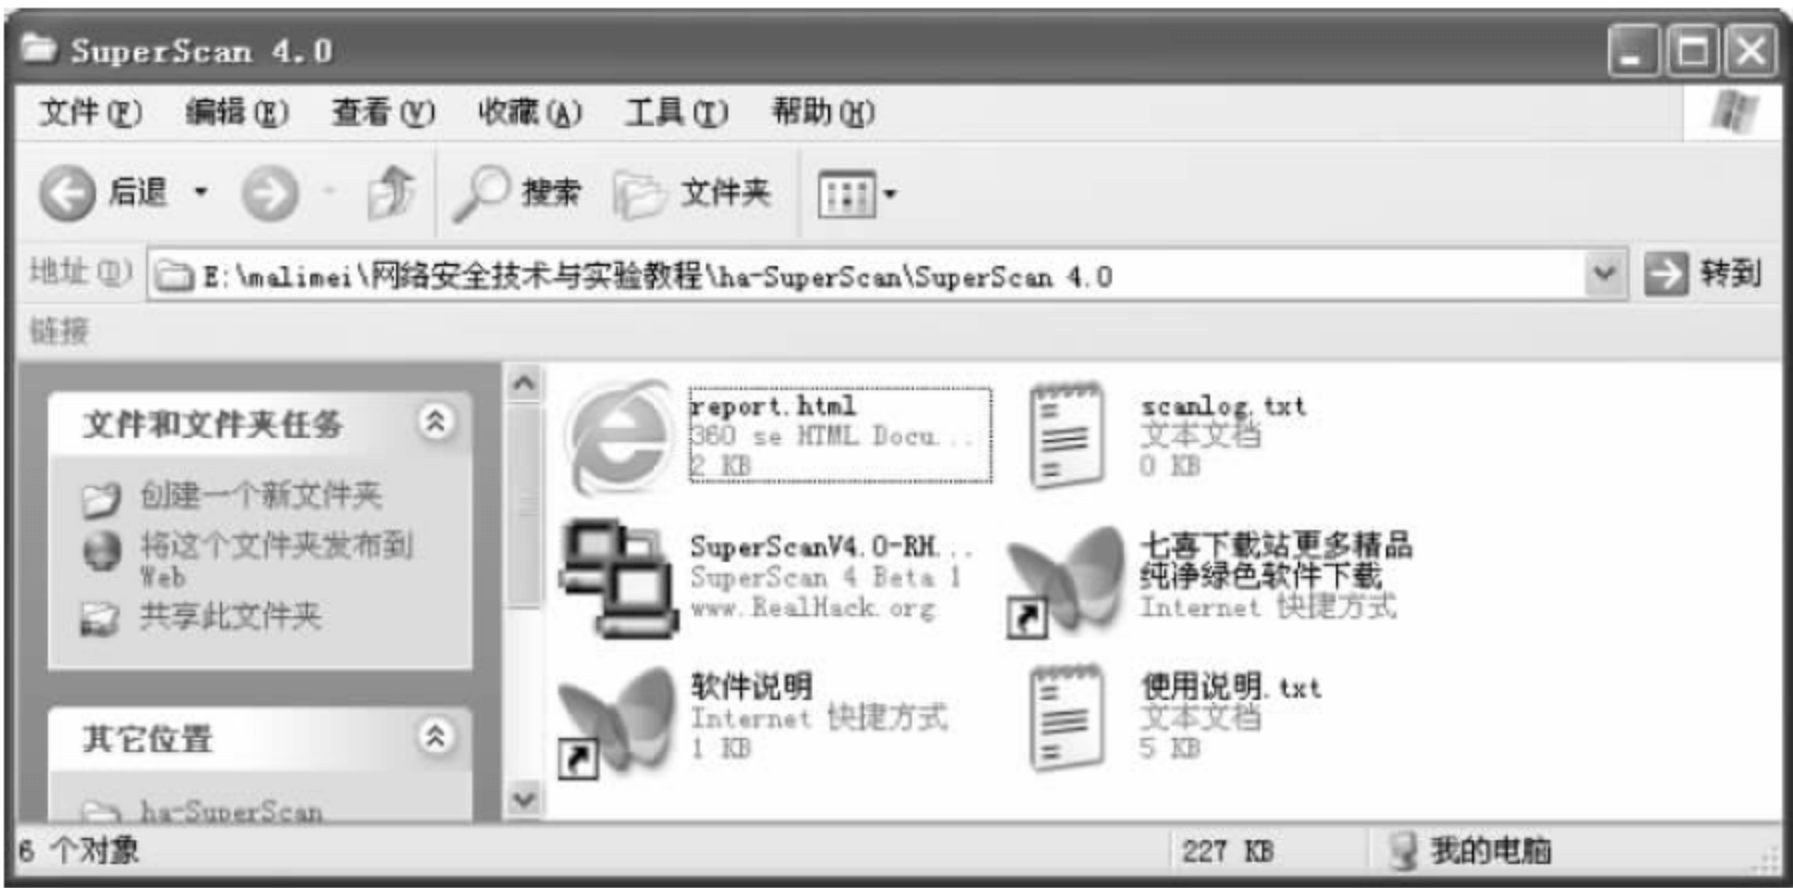 SuperScan 4.0
文件(F) 编辑(E) 查看(V) 收藏(A) 工具(T) 帮助(H)
后退 搜索 文件夹
地址(D) E:\malimei\网络安全技术与实验教程\ha-SuperScan\SuperScan 4.0 转到
链接
文件和文件夹任务
创建一个新文件夹
将这个文件夹发布到
Web
共享此文件夹
其它位置
ha-SuperScan
report.html
360 se HTML Docu...
2 KB
scanlog.txt
文本文档
0 KB
SuperScanV4.0-RH...
SuperScan 4 Beta 1
www.RealHack.org
七喜下载站更多精品
纯净绿色软件下载
Internet 快捷方式
软件说明
Internet 快捷方式
1 KB
使用说明.txt
文本文档
5 KB
6 个对象 227 KB 我的电脑